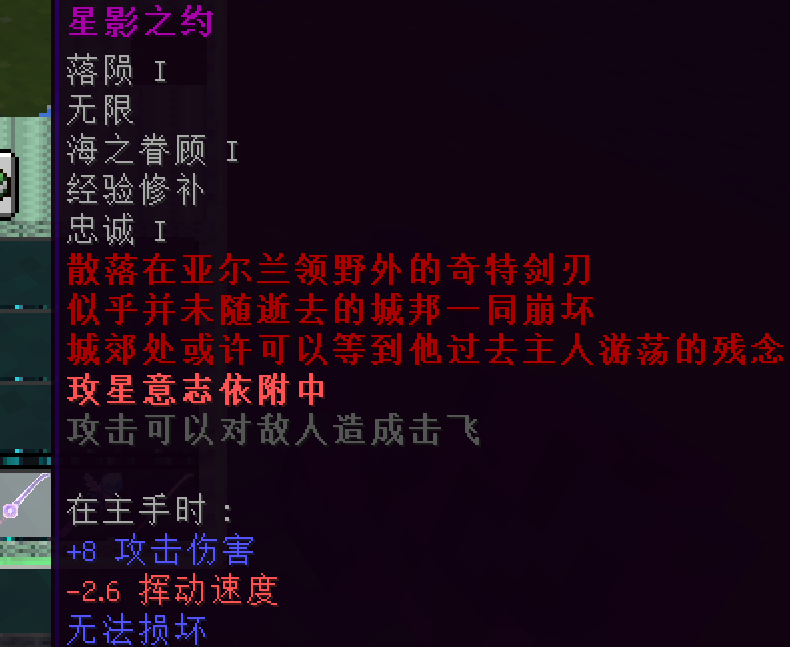 星影之约
落陨 I
无限
海之眷顾 I
经验修补
忠诚 I
散落在亚尔兰领野外的奇特剑刃
似乎并未随逝去的城邦一同崩坏
城郊处或许可以等到他过去主人游荡的残念
玫星意志依附中
攻击可以对敌人造成击飞
在主手时：
+8 攻击伤害
-2.6 挥动速度
无法损坏